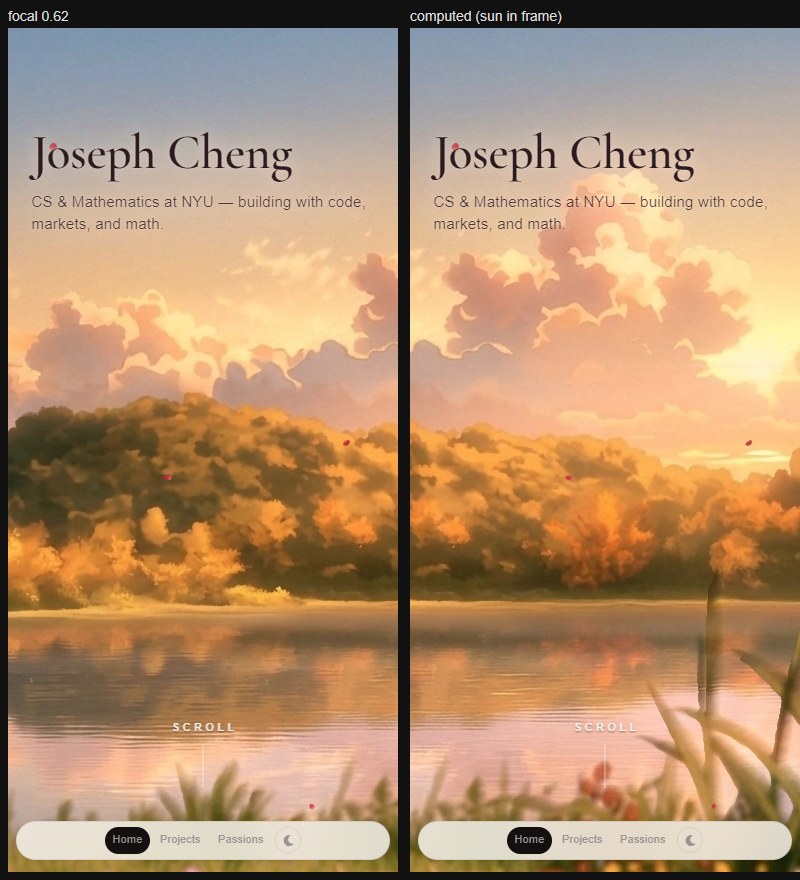 focal 0.62
computed (sun in frame)
Joseph Cheng
CS & Mathematics at NYU — building with code,
markets, and math.
SCROLL
Home Projects Passions
Joseph Cheng
CS & Mathematics at NYU — building with code,
markets, and math.
SCROLL
Home Projects Passions